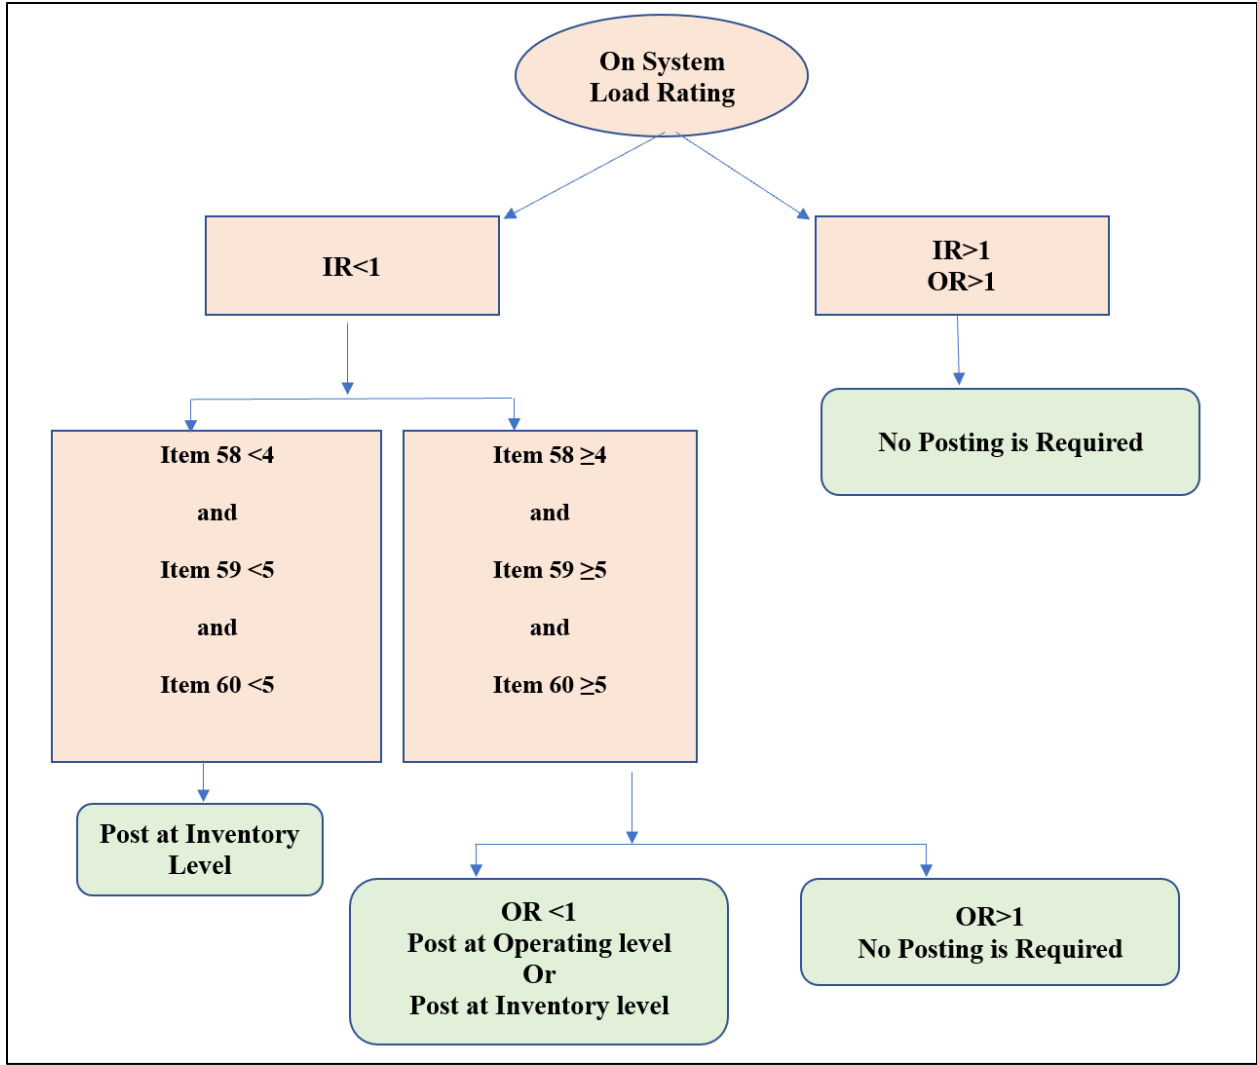 On System
Load Rating
IR<1
IR>1
OR>1
No Posting is Required
Item 58 <4
and
Item 59 <5
and
Item 60 <5
Item 58 ≥4
and
Item 59 ≥5
and
Item 60 ≥5
Post at Inventory
Level
OR <1
Post at Operating level
Or
Post at Inventory level
OR>1
No Posting is Required